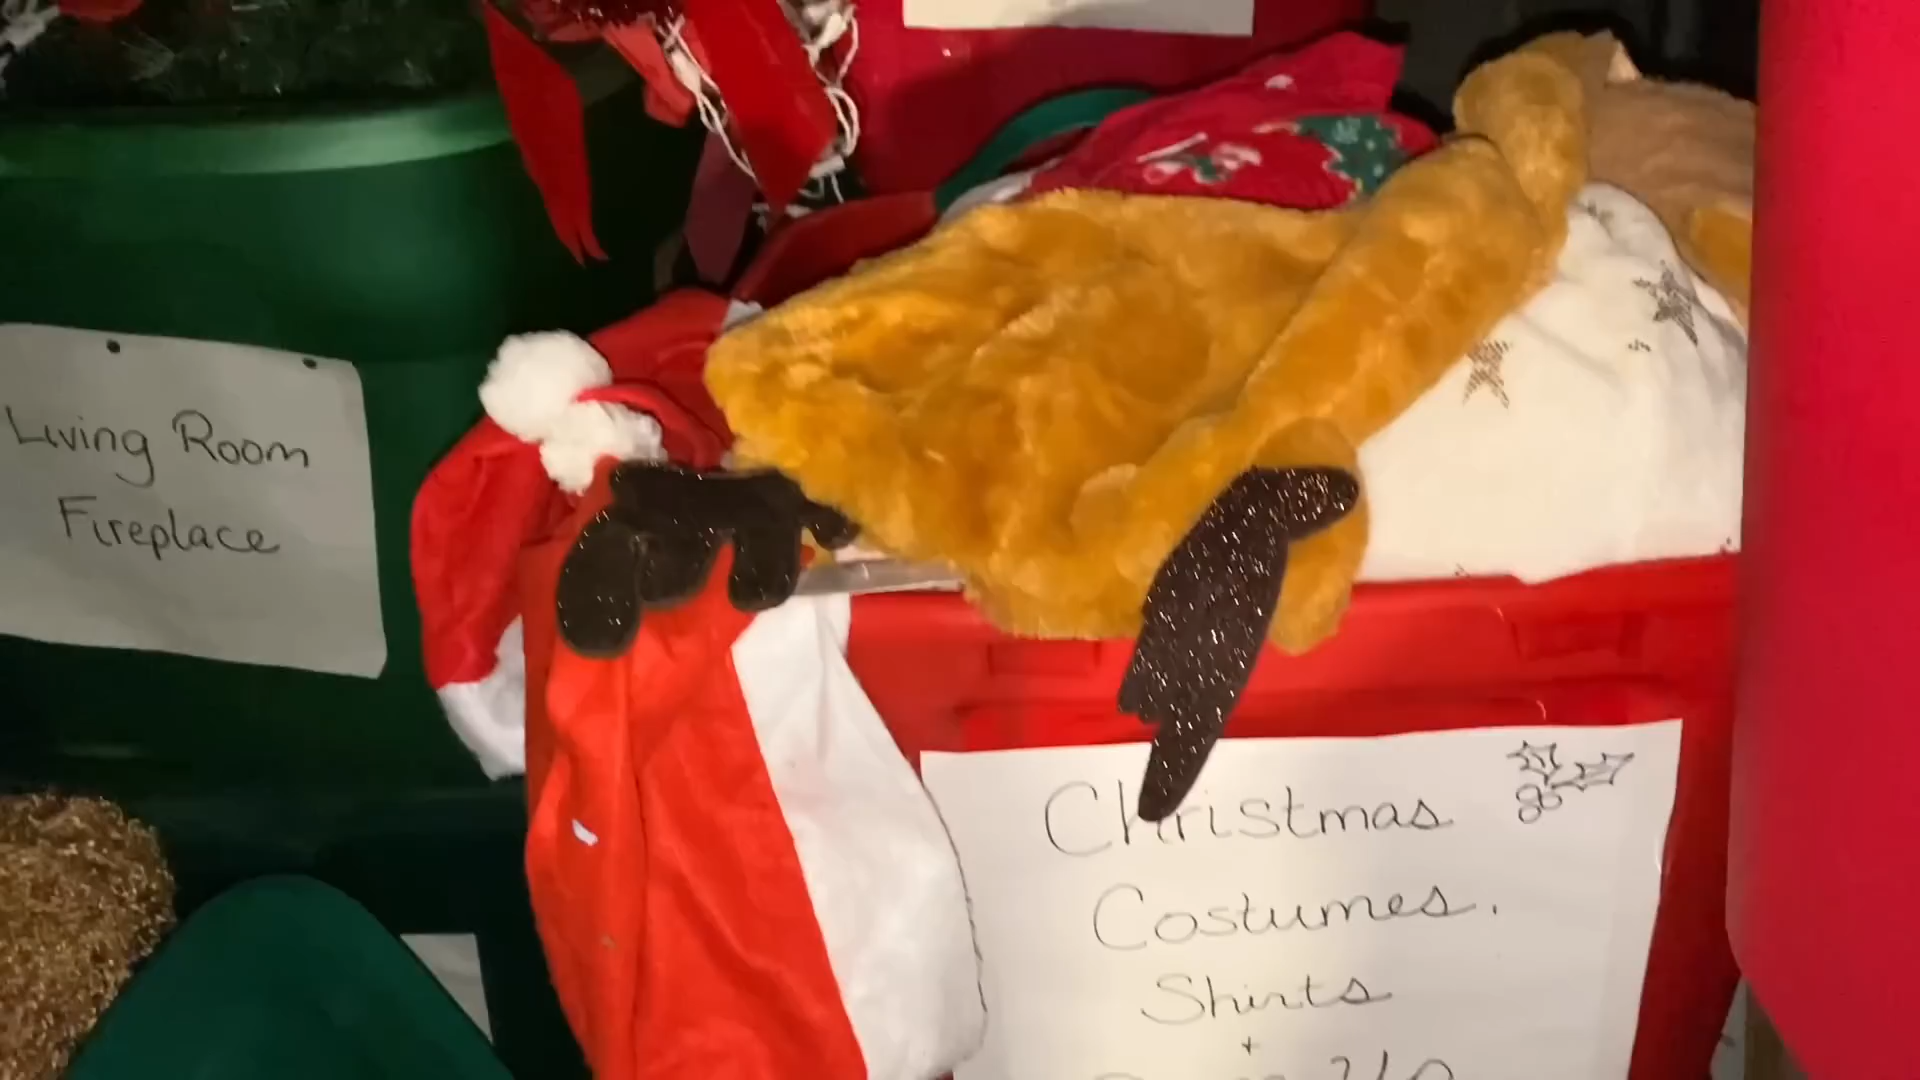 Living Room
Fireplace
Christmas
Costumes.
Shirts
+